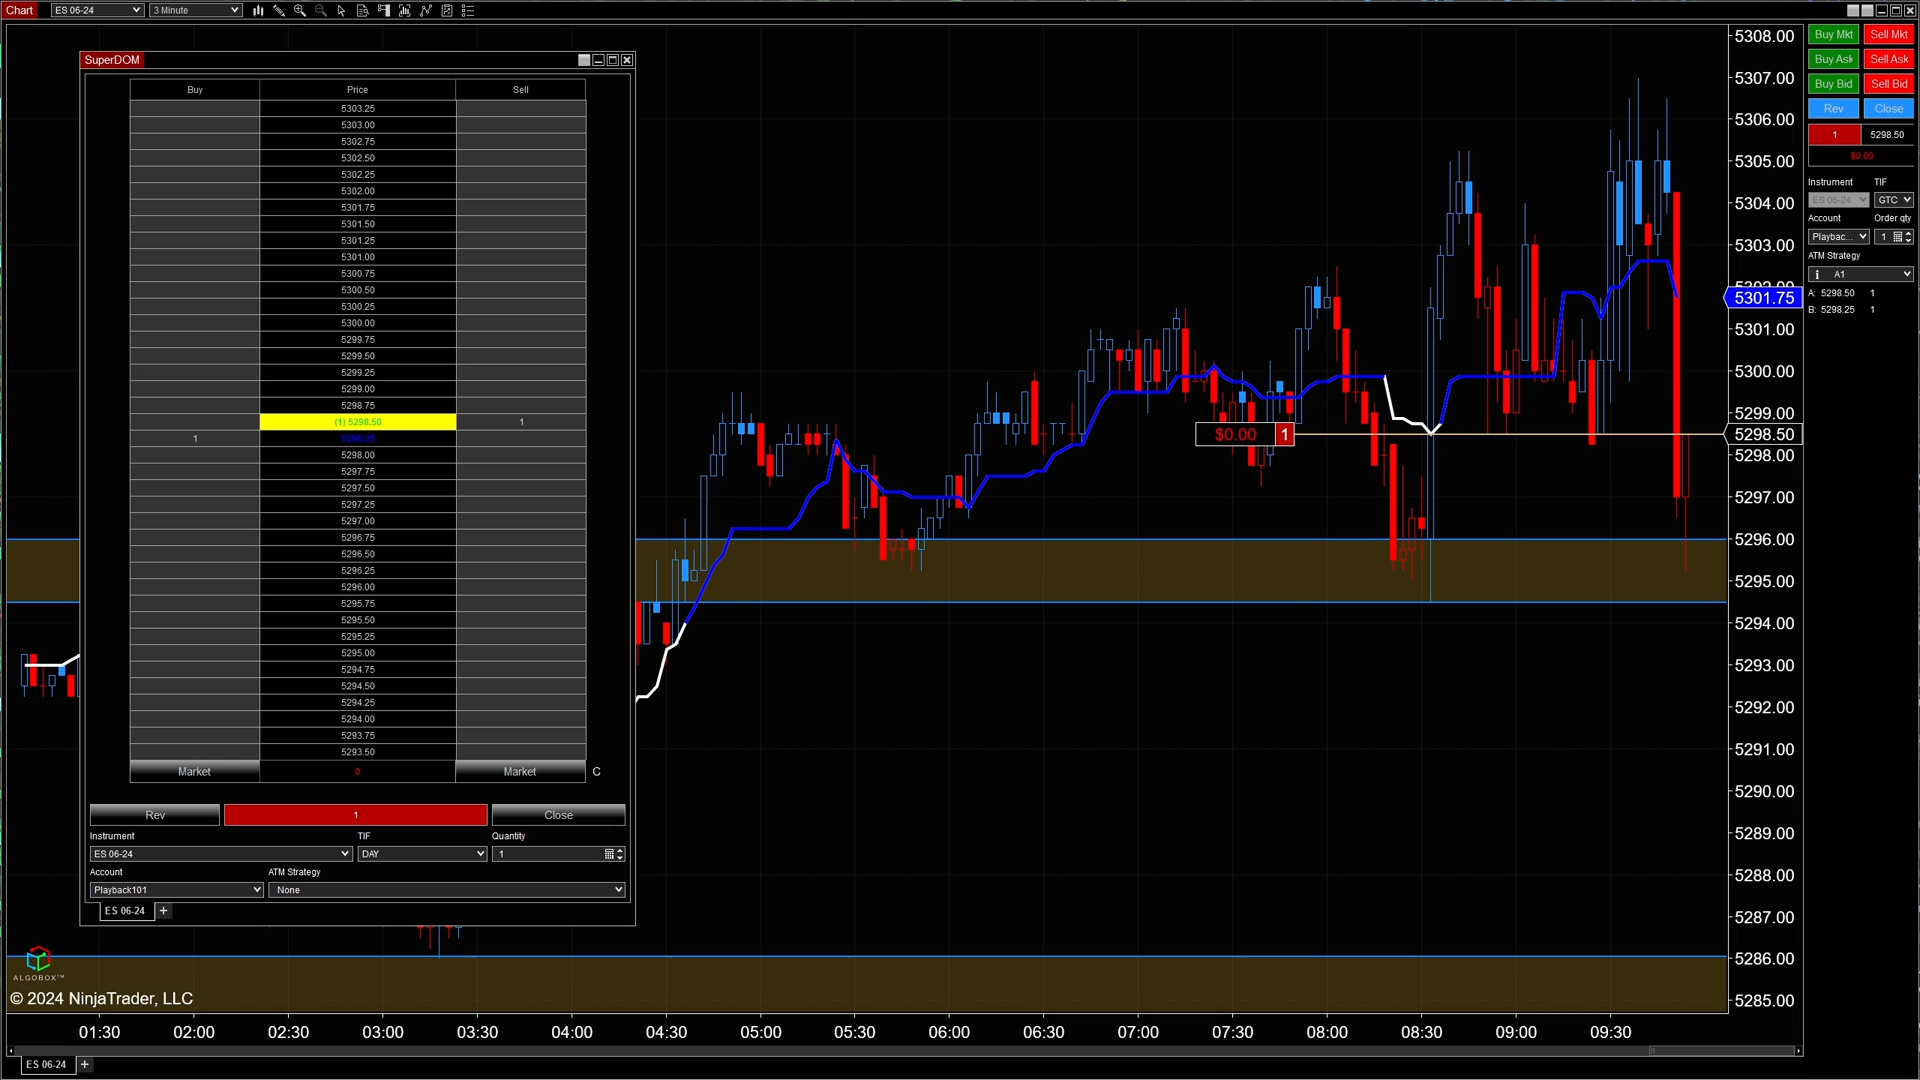 Chart ES 06-24 3 Minute
SuperDOM
Buy Price Sell
5303.25
5303.00
5302.75
5302.50
5302.25
5302.00
5301.75
5301.50
5301.25
5301.00
5300.75
5300.50
5300.25
5300.00
5299.75
5299.50
5299.25
5299.00
5298.75
(1) 5298.50 1
1 5298.25
5298.00
5297.75
5297.50
5297.25
5297.00
5296.75
5296.50
5296.25
5296.00
5295.75
5295.50
5295.25
5295.00
5294.75
5294.50
5294.25
5294.00
5293.75
5293.50
Market 0 Market C
Rev 1 Close
Instrument TIF Quantity
ES 06-24 DAY 1
Account ATM Strategy
Playback101 None
ES 06-24 +
$0.00 1
5308.00
5307.00
5306.00
5305.00
5304.00
5303.00
5301.75
5301.00
5300.00
5299.00
5298.50
5298.00
5297.00
5296.00
5295.00
5294.00
5293.00
5292.00
5291.00
5290.00
5289.00
5288.00
5287.00
5286.00
5285.00
Buy Mkt Sell Mkt
Buy Ask Sell Ask
Buy Bid Sell Bid
Rev Close
1 5298.50
$0.00
Instrument TIF
ES 06-24 GTC
Account Order qty
Playbac... 1
ATM Strategy
A1
A: 5298.50 1
B: 5298.25 1
ALGOBOX™
© 2024 NinjaTrader, LLC
01:30 02:00 02:30 03:00 03:30 04:00 04:30 05:00 05:30 06:00 06:30 07:00 07:30 08:00 08:30 09:00 09:30
ES 06-24 +